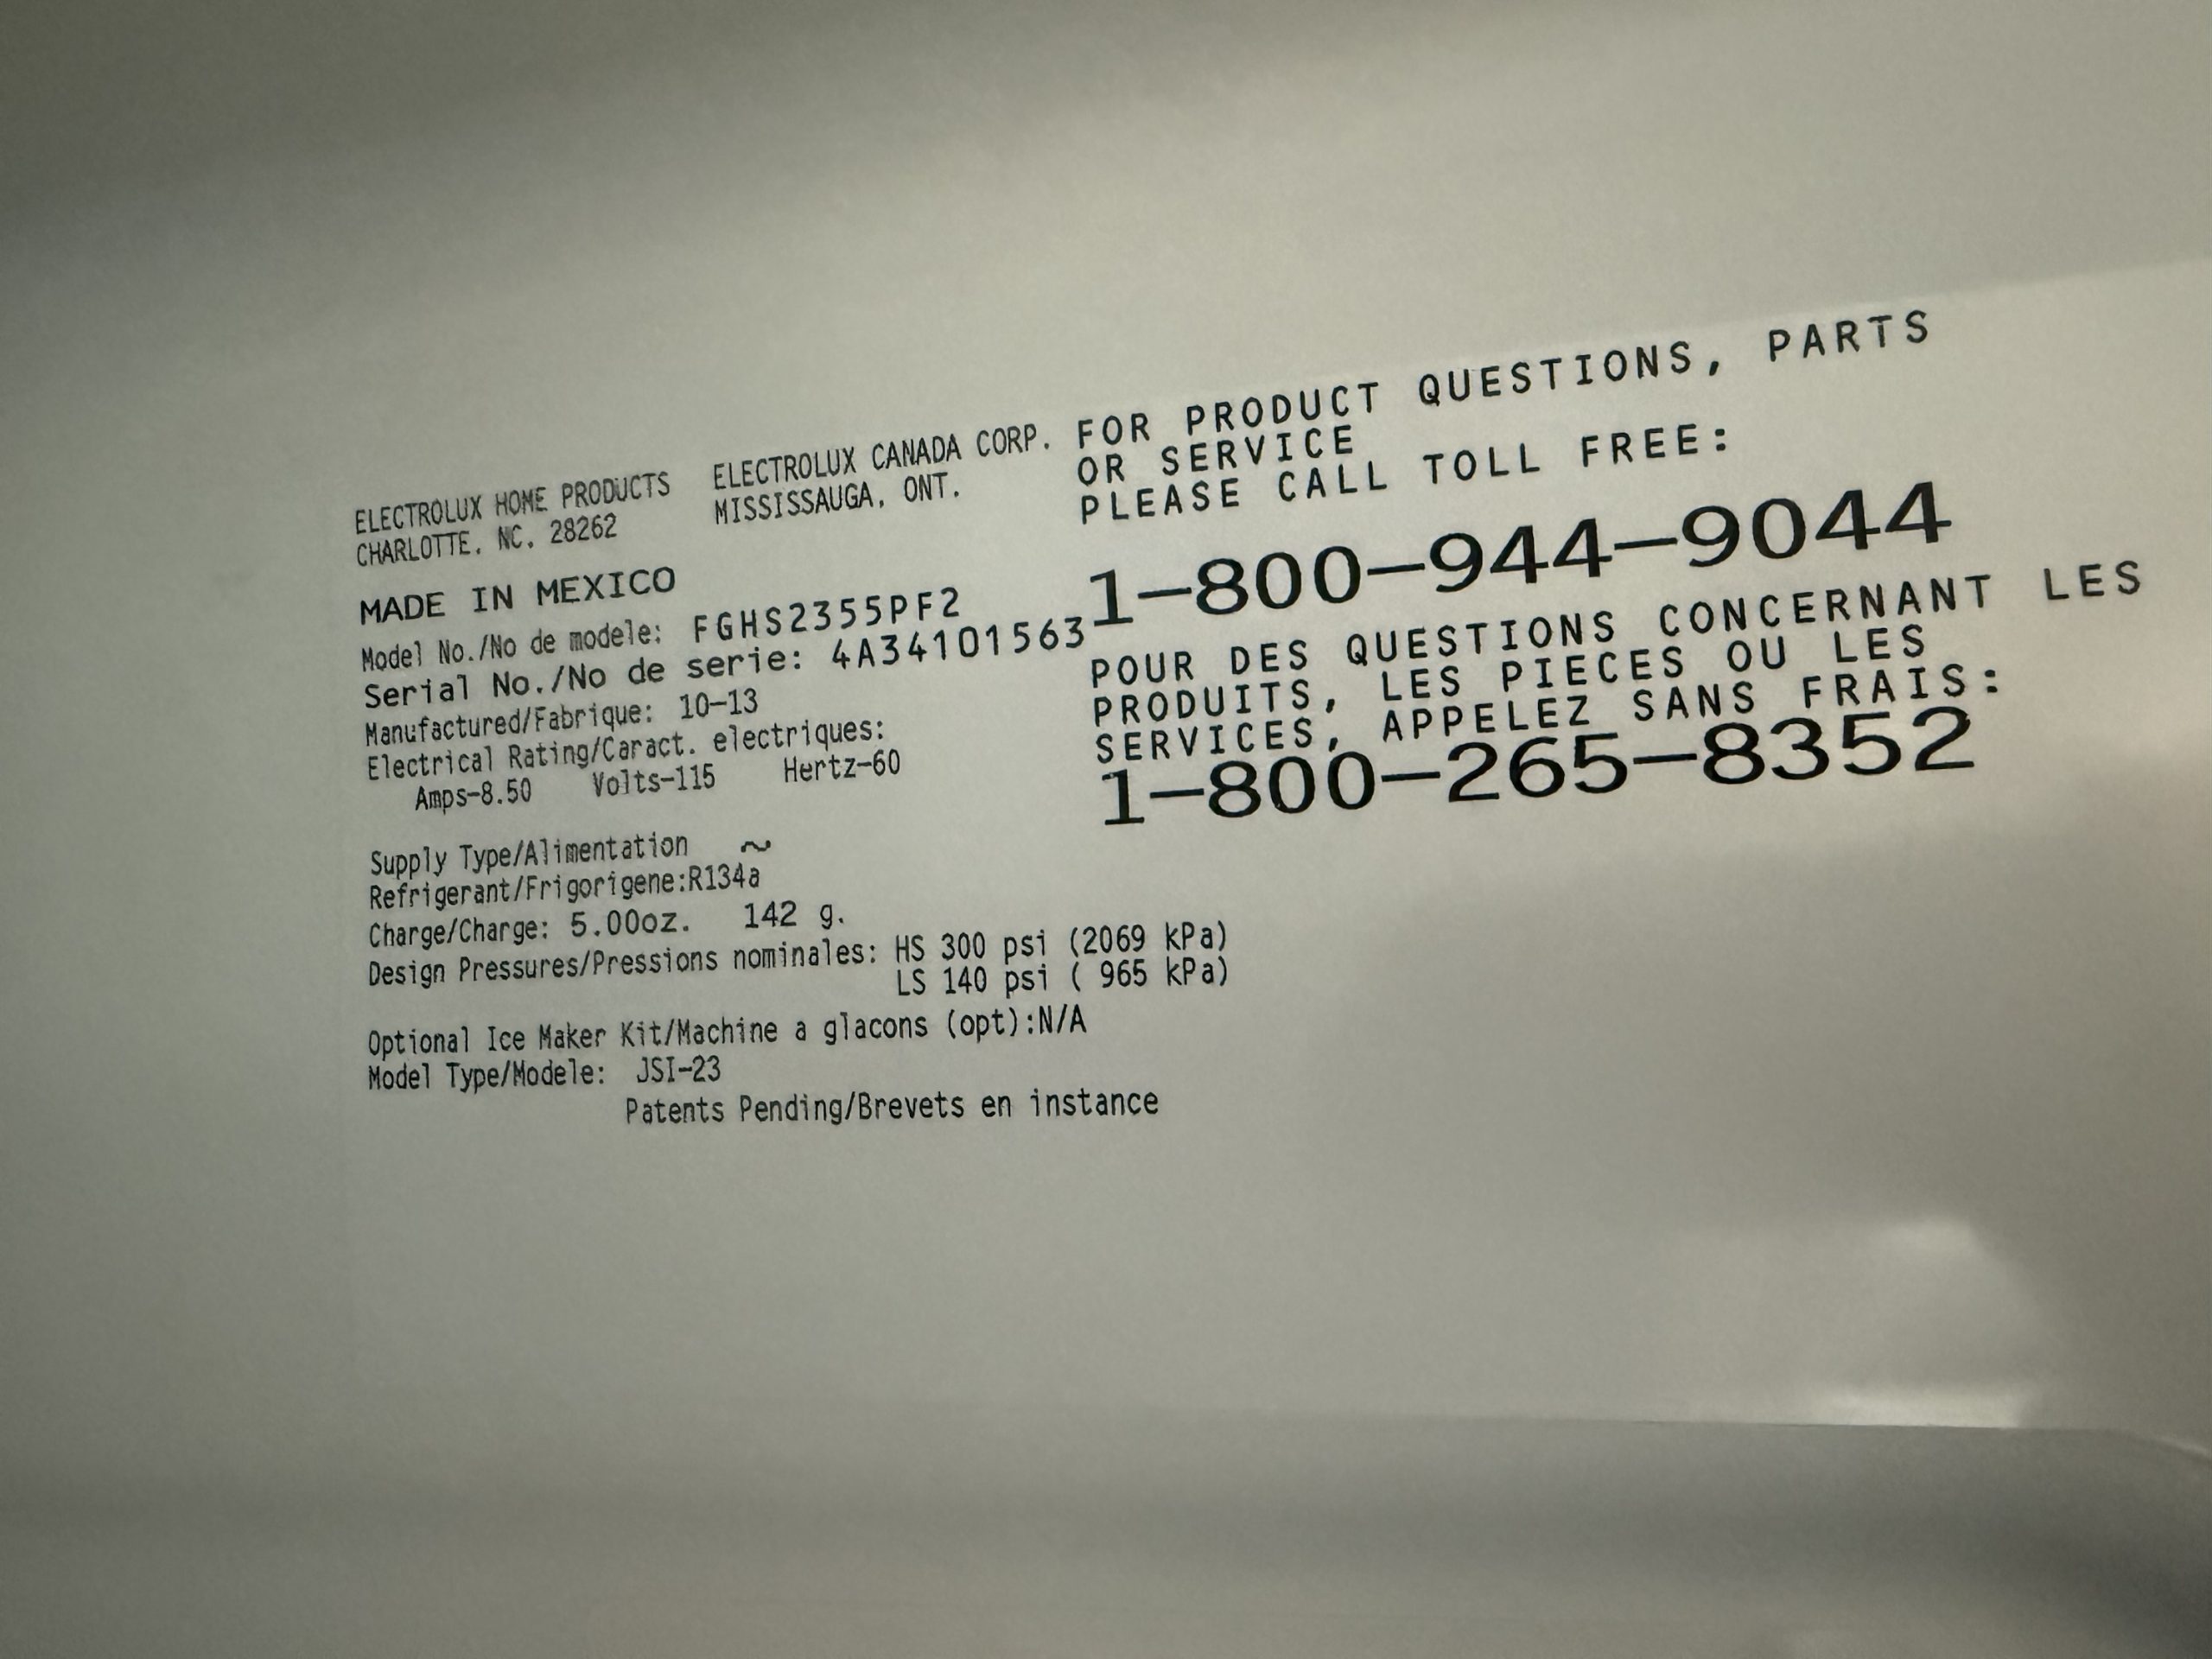 ELECTROLUX HOME PRODUCTS
CHARLOTTE, NC. 28262
ELECTROLUX CANADA CORP.
MISSISSAUGA, ONT.
MADE IN MEXICO
Model No./No de modele: FGHS2355PF2
Serial No./No de serie: 4A34101563
Manufactured/Fabrique: 10-13
Electrical Rating/Caract. electriques:
Amps-8.50 Volts-115 Hertz-60
Supply Type/Alimentation ~
Refrigerant/Frigorigene:R134a
Charge/Charge: 5.00oz. 142 g.
Design Pressures/Pressions nominales: HS 300 psi (2069 kPa)
LS 140 psi ( 965 kPa)
Optional Ice Maker Kit/Machine a glacons (opt):N/A
Model Type/Modele: JSI-23
Patents Pending/Brevets en instance
FOR PRODUCT QUESTIONS, PARTS
OR SERVICE
PLEASE CALL TOLL FREE:
1-800-944-9044
POUR DES QUESTIONS CONCERNANT LES
PRODUITS, LES PIECES OU LES
SERVICES, APPELEZ SANS FRAIS:
1-800-265-8352